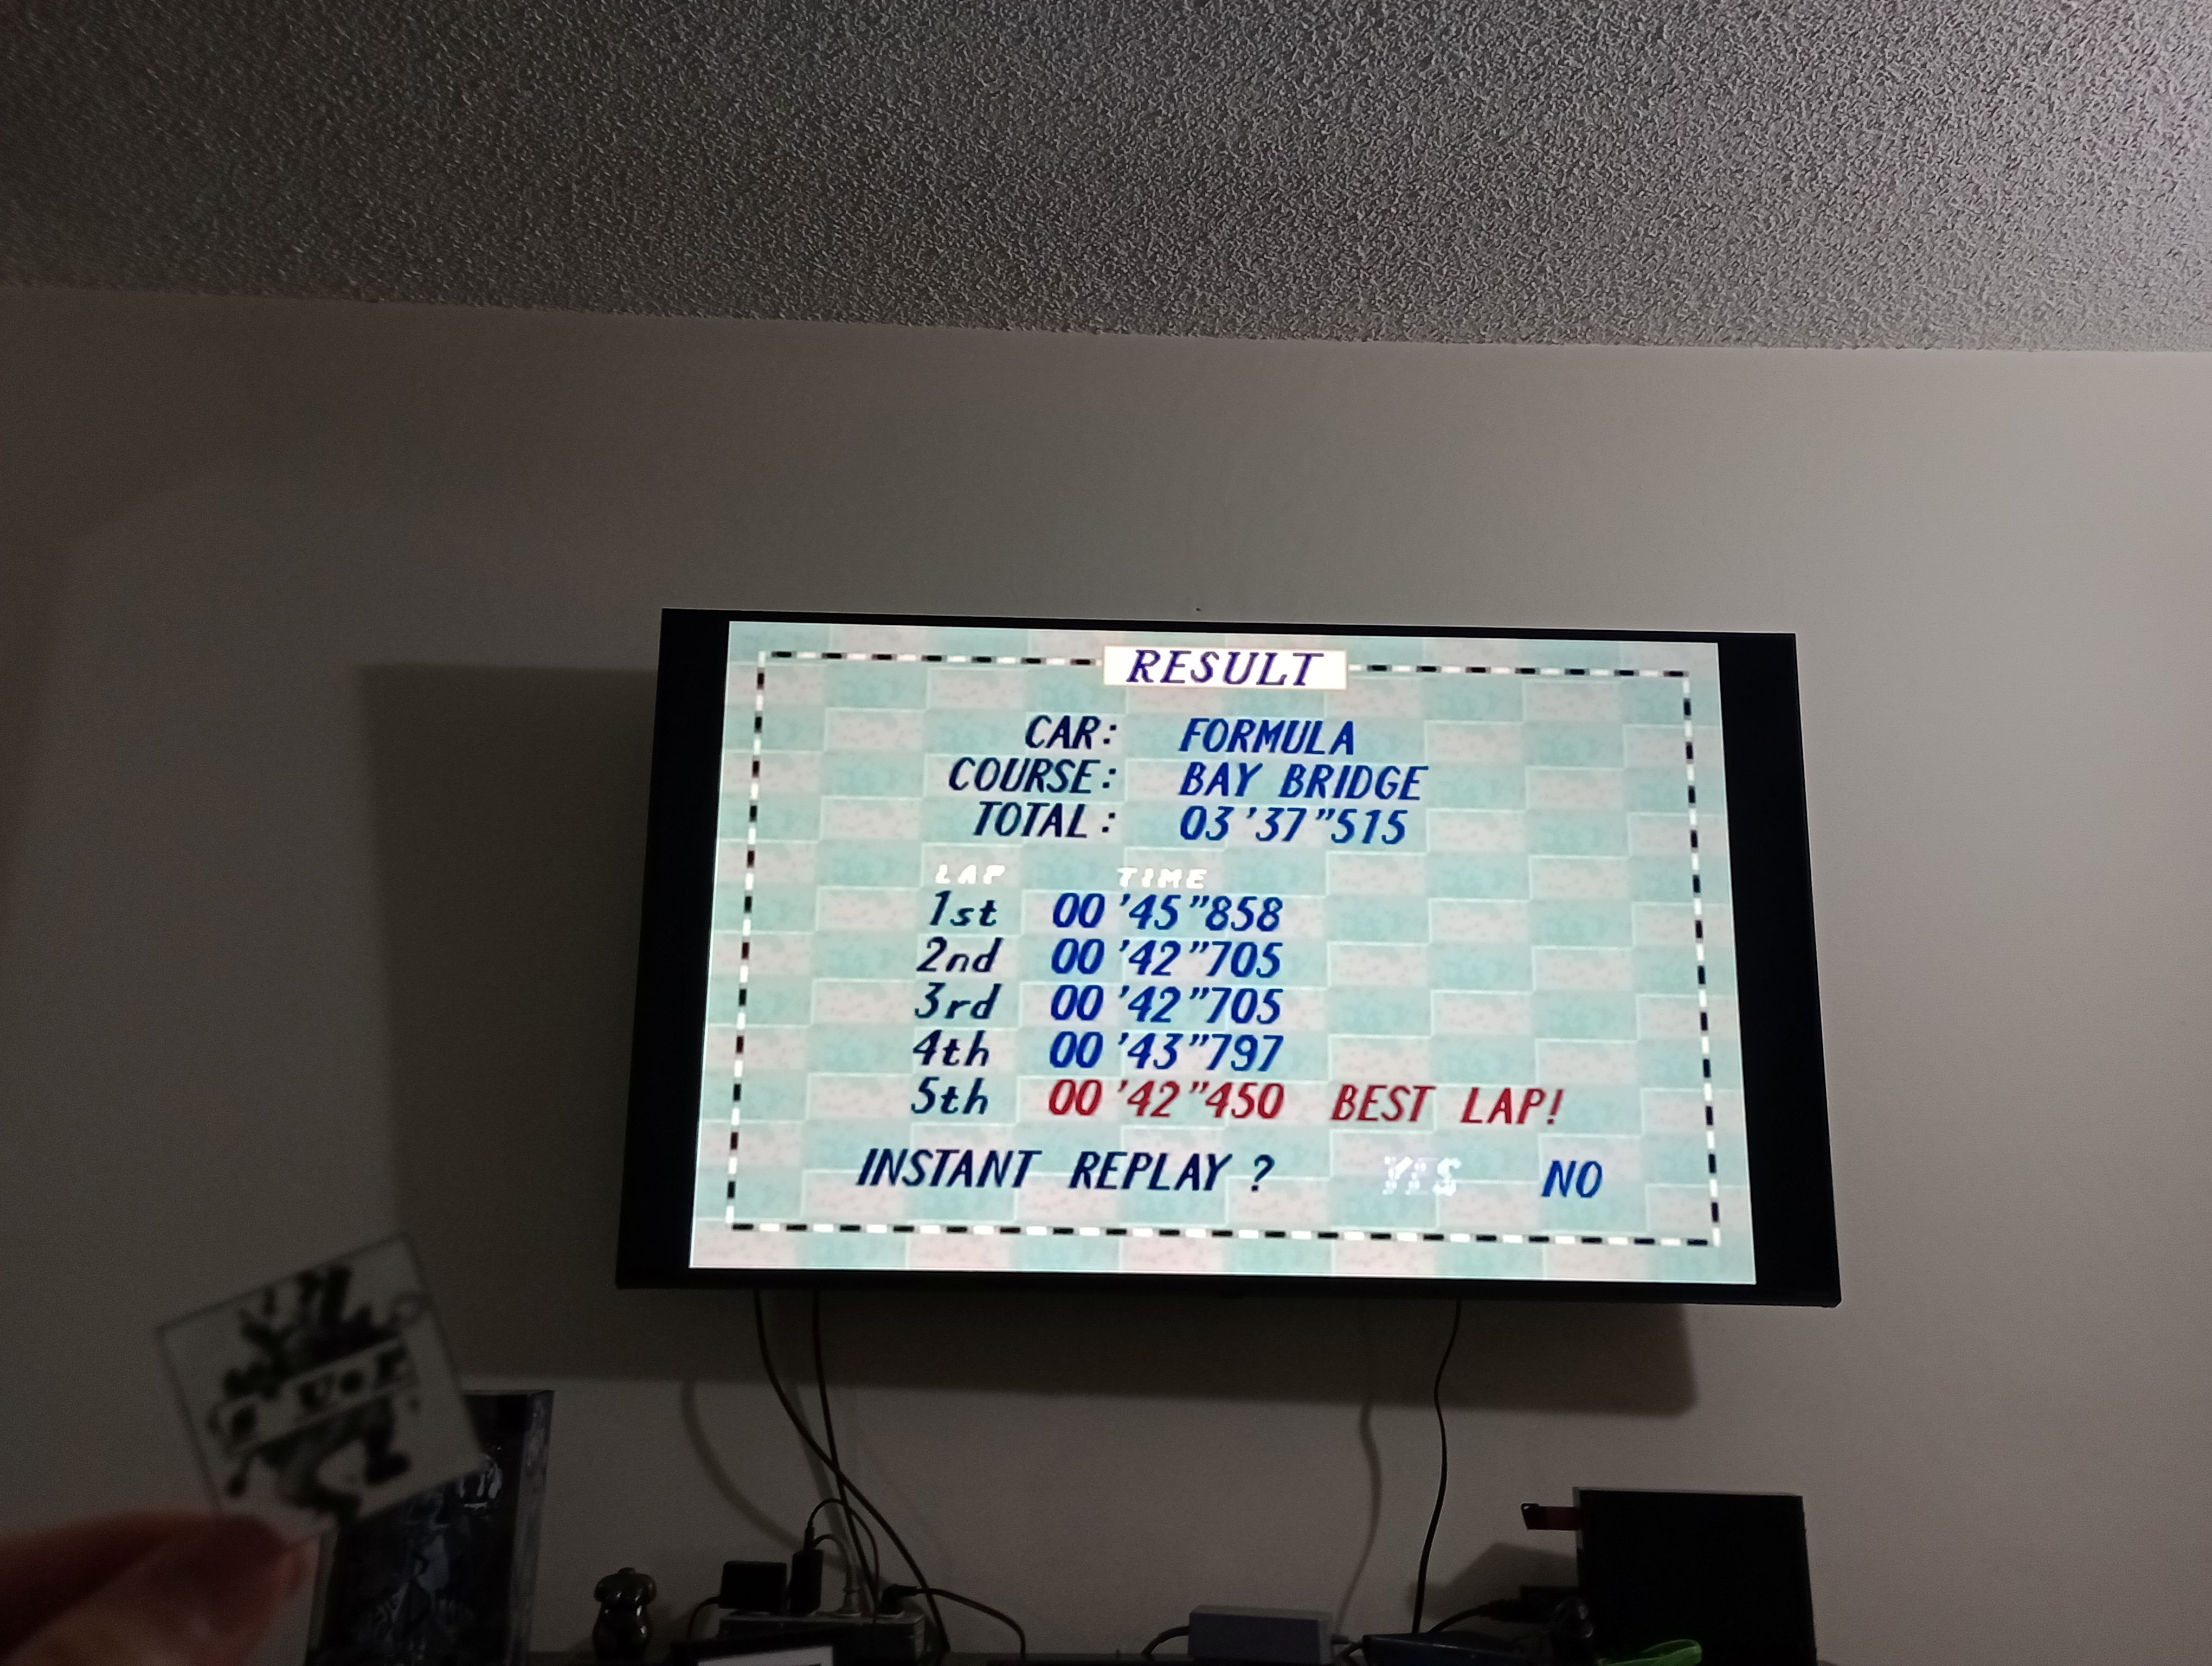 RESULT
CAR: FORMULA
COURSE: BAY BRIDGE
TOTAL: 03'37"515
LAP TIME
1st 00'45"858
2nd 00'42"705
3rd 00'42"705
4th 00'43"797
5th 00'42"450 BEST LAP!
INSTANT REPLAY ? YES NO